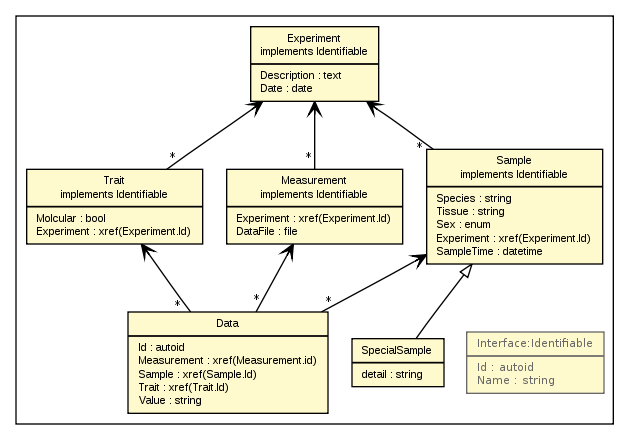 Experiment
implements Identifiable
Description : text
Date : date
*
*
*
Trait
implements Identifiable
Molcular : bool
Experiment : xref(Experiment.Id)
Measurement
implements Identifiable
Experiment : xref(Experiment.Id)
DataFile : file
Sample
implements Identifiable
Species : string
Tissue : string
Sex : enum
Experiment : xref(Experiment.Id)
SampleTime : datetime
*
*
*
Data
Id : autoid
Measurement : xref(Measurement.id)
Sample : xref(Sample.Id)
Trait : xref(Trait.Id)
Value : string
SpecialSample
detail : string
Interface:Identifiable
Id : autoid
Name : string